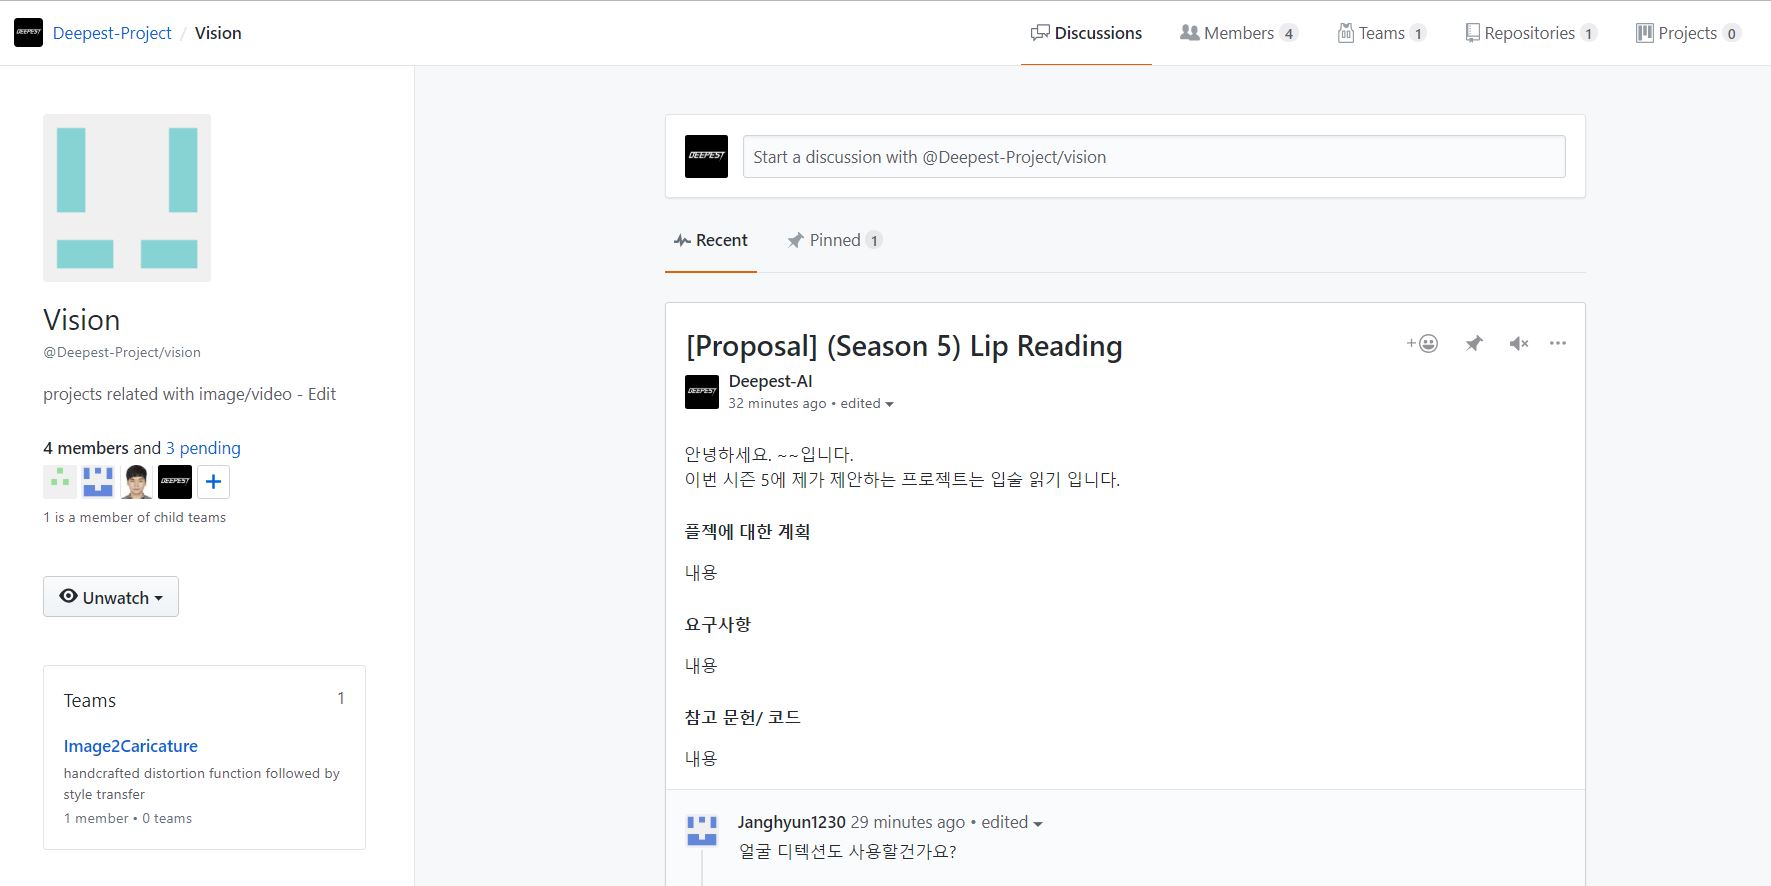 DEEPEST Deepest-Project / Vision
Discussions Members 4 Teams 1 Repositories 1 Projects 0
DEEPEST Start a discussion with @Deepest-Project/vision
Recent Pinned 1
Vision
@Deepest-Project/vision
projects related with image/video - Edit
4 members and 3 pending
DEEPEST +
1 is a member of child teams
Unwatch
Teams 1
Image2Caricature
handcrafted distortion function followed by
style transfer
1 member • 0 teams
[Proposal] (Season 5) Lip Reading
DEEPEST Deepest-AI
32 minutes ago • edited
안녕하세요. ~~입니다.
이번 시즌 5에 제가 제안하는 프로젝트는 입술 읽기 입니다.
플젝에 대한 계획
내용
요구사항
내용
참고 문헌/ 코드
내용
Janghyun1230 29 minutes ago • edited
얼굴 디텍션도 사용할건가요?